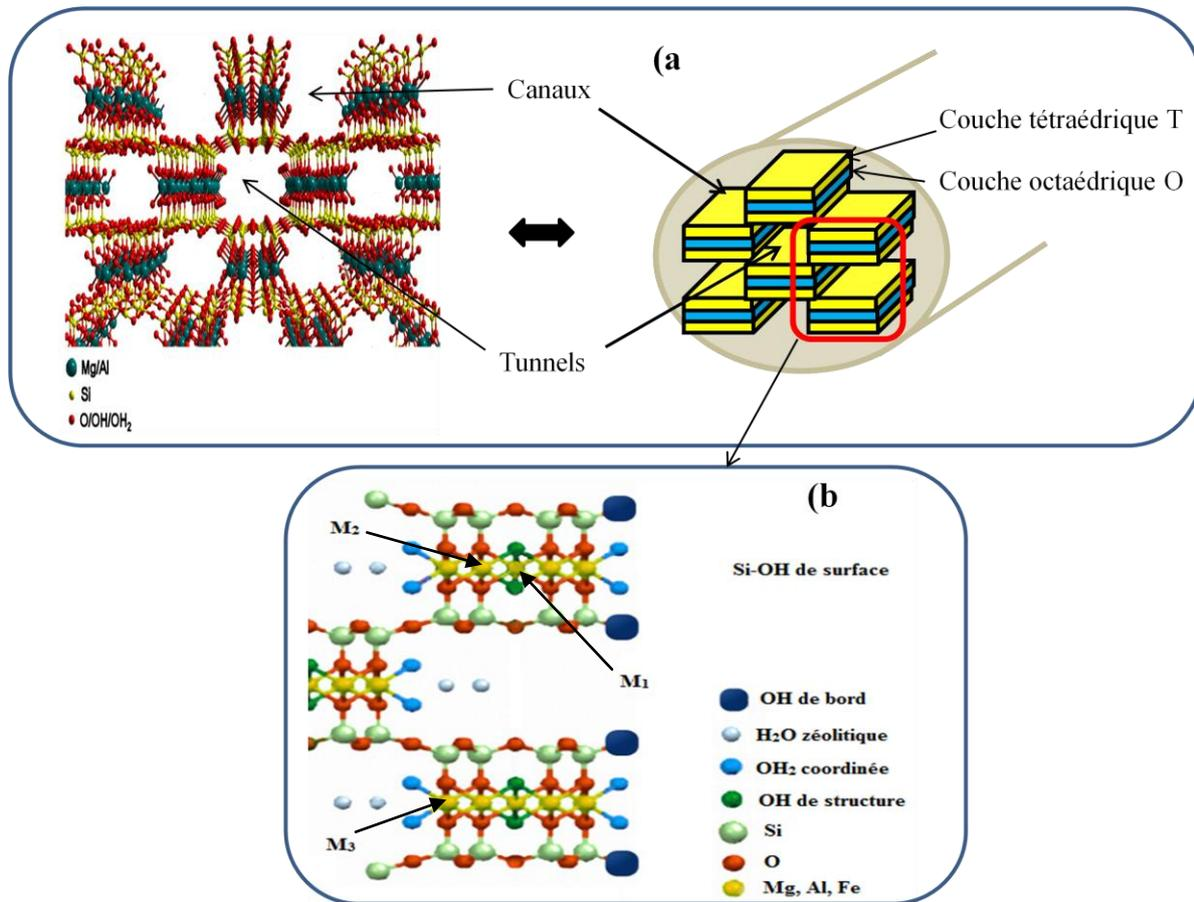 (a
Canaux
Couche tétraédrique T
Couche octaédrique O
Tunnels
Mg/Al
Si
O/OH/OH₂
(b
M₂
Si-OH de surface
M₁
OH de bord
H₂O zéolitique
OH₂ coordinée
OH de structure
M₃
Si
O
Mg, Al, Fe